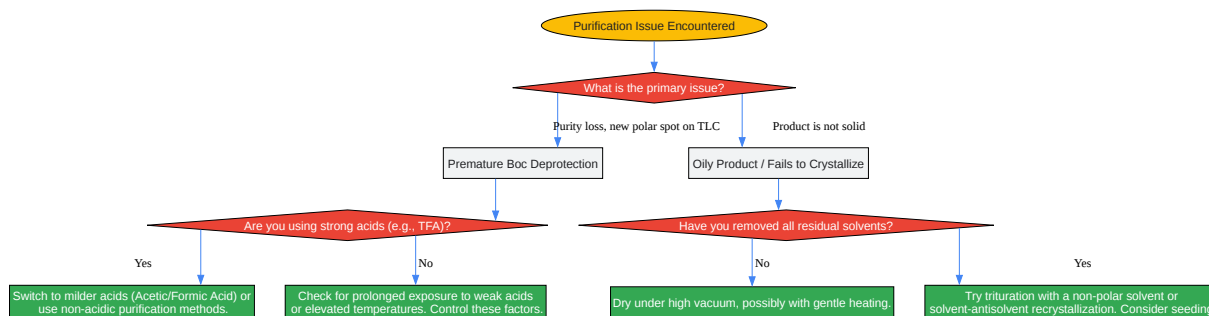 Purification Issue Encountered
What is the primary issue?
Purity loss, new polar spot on TLC
Product is not solid
Premature Boc Deprotection
Oily Product / Fails to Crystallize
Are you using strong acids (e.g., TFA)?
Have you removed all residual solvents?
Yes
No
No
Yes
Switch to milder acids (Acetic/Formic Acid) or
use non-acidic purification methods.
Check for prolonged exposure to weak acids
or elevated temperatures. Control these factors.
Dry under high vacuum, possibly with gentle heating.
Try trituration with a non-polar solvent or
solvent-antisolvent recrystallization. Consider seeding